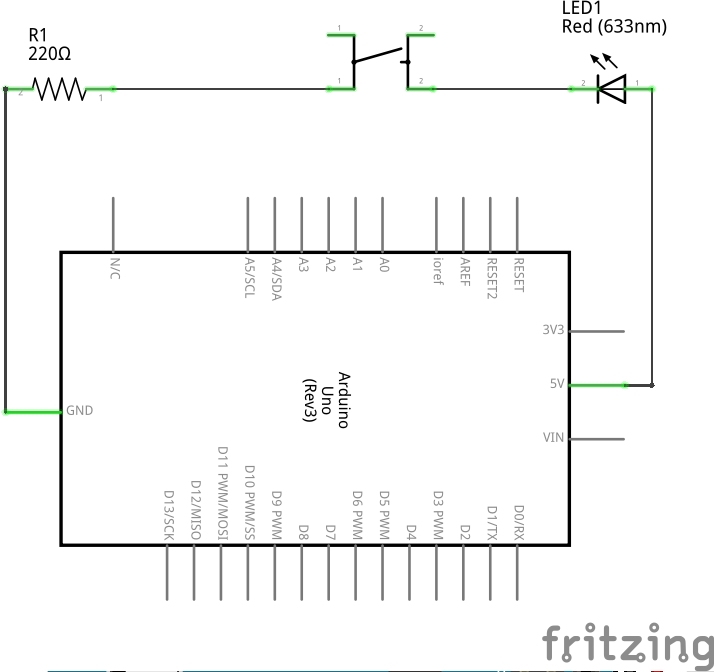 LED1
Red (633nm)
R1
220Ω
1
2
2
1
1
2
2
1
N/C
A5/SCL
A4/SDA
A3
A2
A1
A0
ioref
AREF
RESET2
RESET
3V3
5V
VIN
GND
Arduino
Uno
(Rev3)
D13/SCK
D12/MISO
D11 PWM/MOSI
D10 PWM/SS
D9 PWM
D8
D7
D6 PWM
D5 PWM
D4
D3 PWM
D2
D1/TX
D0/RX
fritzing